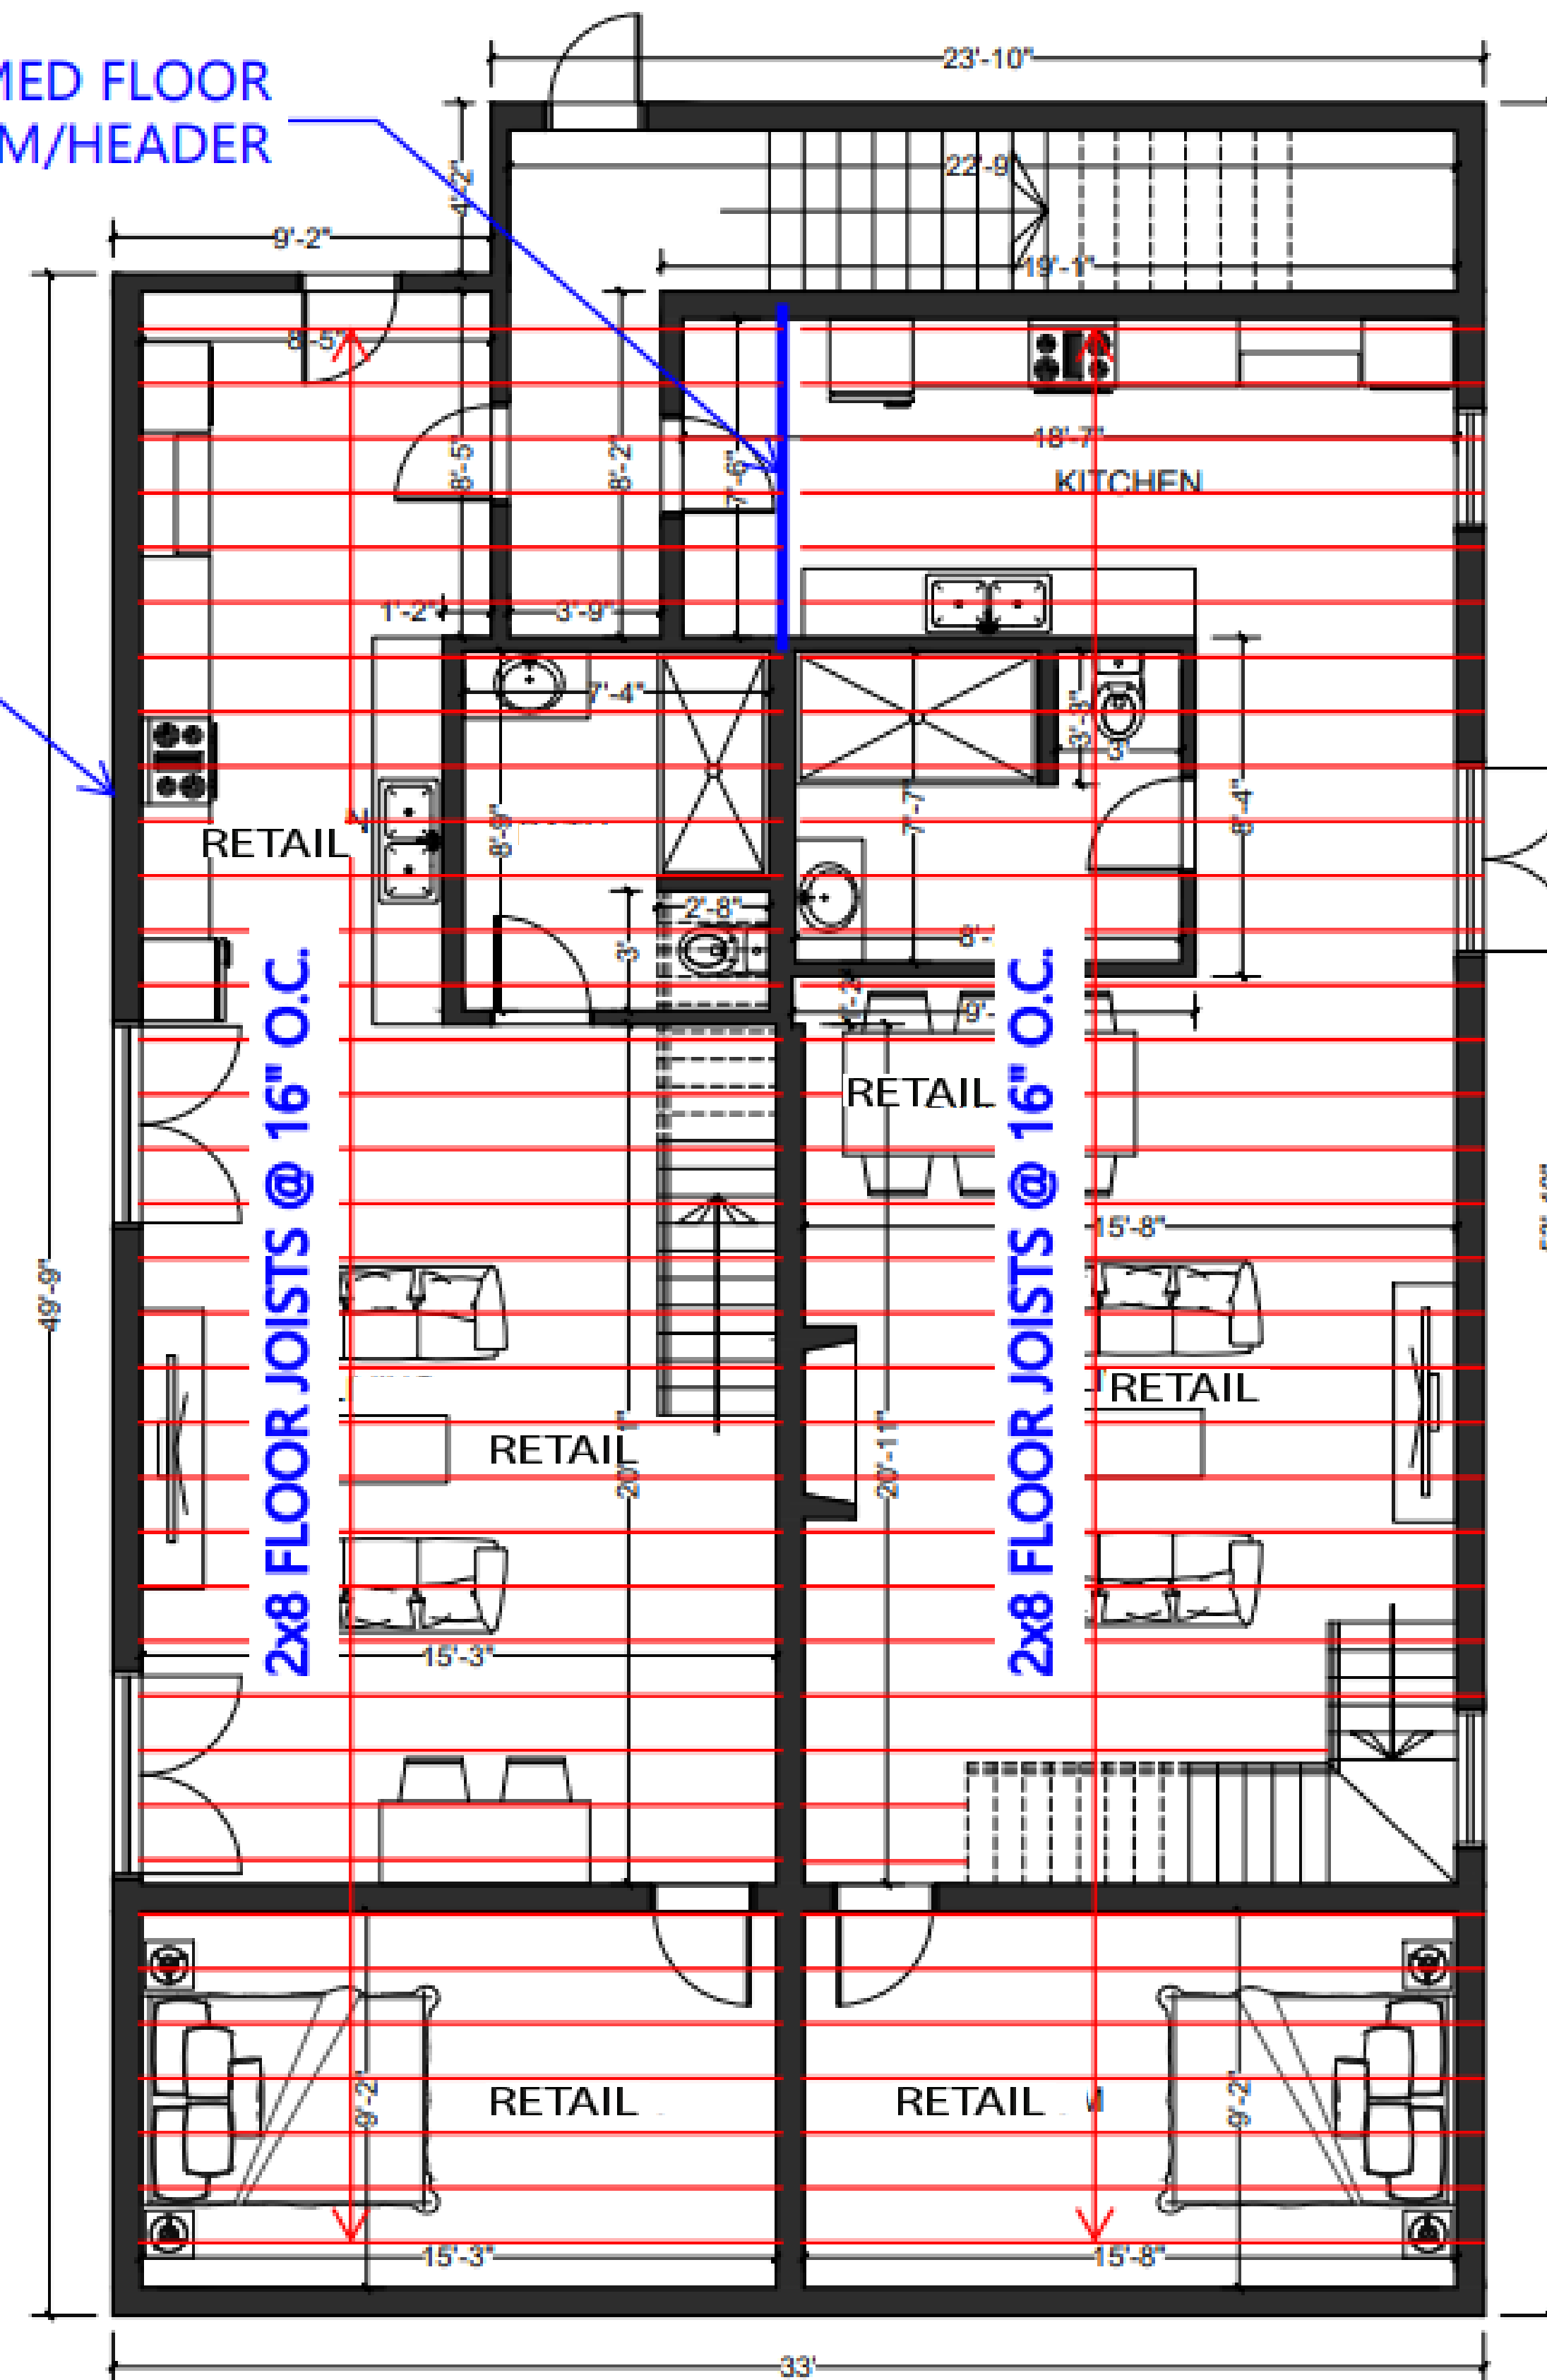 MED FLOOR
M/HEADER
23'-10"
4'-2"
22'-9
9'-2"
19'-1"
8'-5"
18'-7"
8'-5"
8'-2"
7'-6"
KITCHEN
1'-2"
3'-9"
7'-4"
3'-3"
3'
8'-9"
7'-7"
8'-4"
RETAIL
2'-8"
3'
8'-
9'-
RETAIL
2x8 FLOOR JOISTS @ 16" O.C.
2x8 FLOOR JOISTS @ 16" O.C.
15'-8"
49'-9"
RETAIL
RETAIL
20'-11"
15'-3"
9'-2"
RETAIL
RETAIL
9'-2"
15'-3"
15'-8"
33'